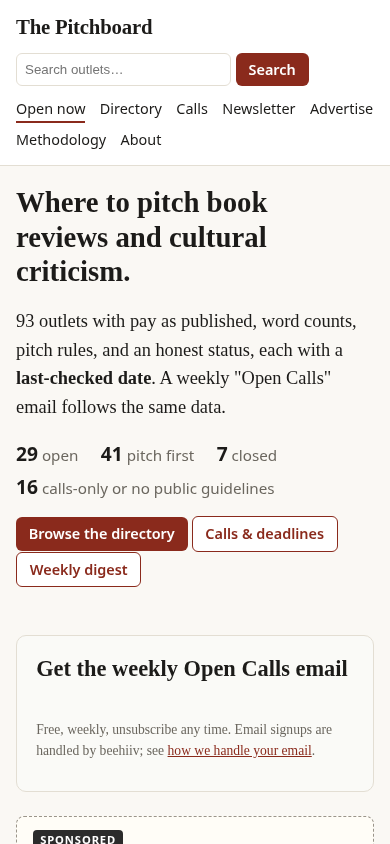 The Pitchboard
Search outlets…
Search
Open now Directory Calls Newsletter Advertise
Methodology About
Where to pitch book
reviews and cultural
criticism.
93 outlets with pay as published, word counts,
pitch rules, and an honest status, each with a
last-checked date. A weekly "Open Calls"
email follows the same data.
29 open 41 pitch first 7 closed
16 calls-only or no public guidelines
Browse the directory Calls & deadlines
Weekly digest
Get the weekly Open Calls email
Free, weekly, unsubscribe any time. Email signups are
handled by beehiiv; see how we handle your email.
SPONSORED